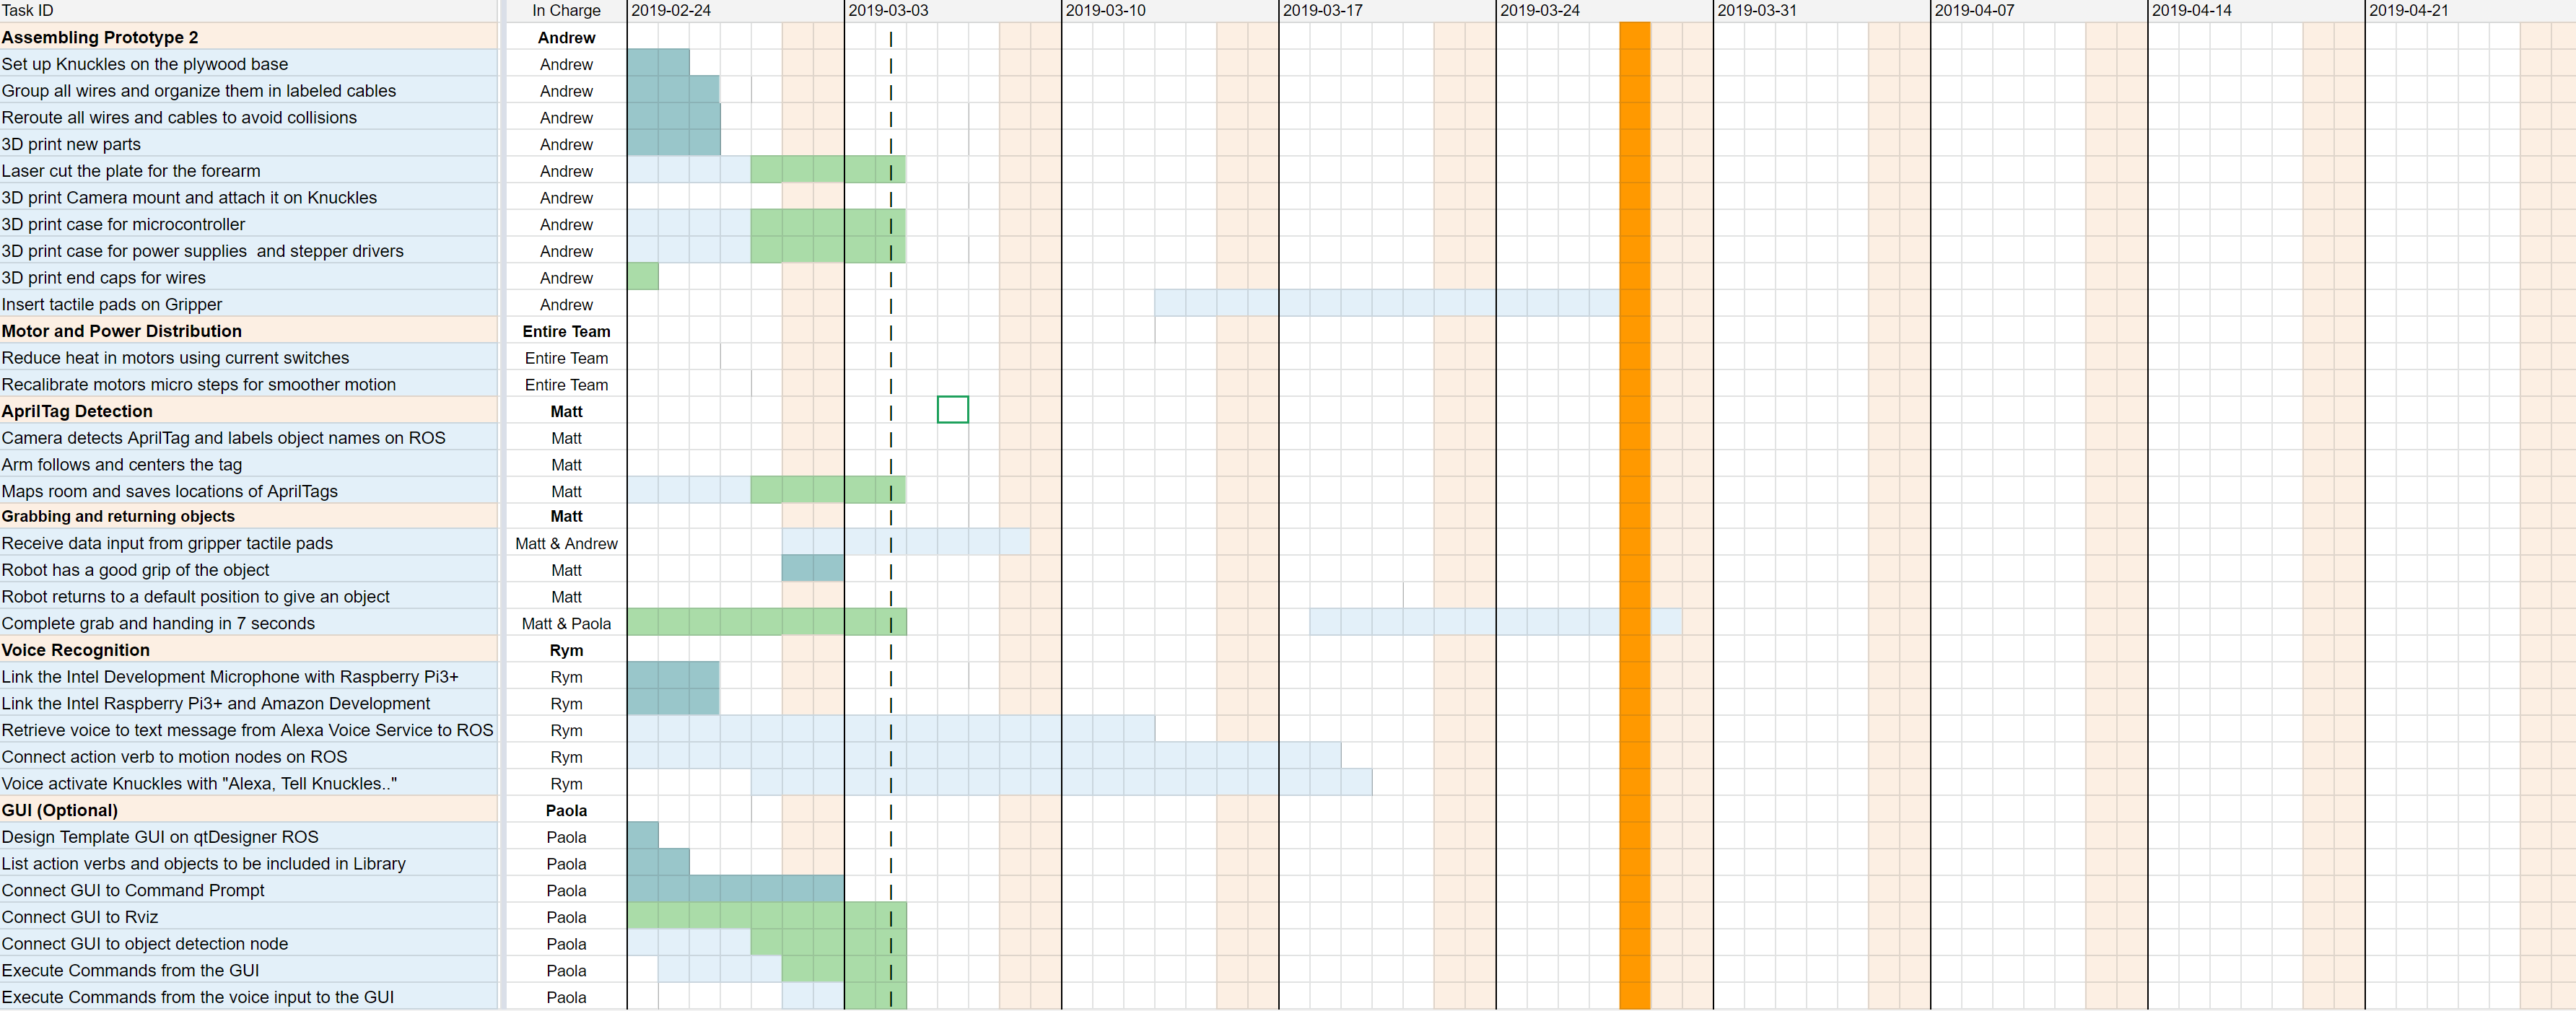 Task ID In Charge 2019-02-24 2019-03-03 2019-03-10 2019-03-17 2019-03-24 2019-03-31 2019-04-07 2019-04-14 2019-04-21
Assembling Prototype 2 Andrew
Set up Knuckles on the plywood base Andrew
Group all wires and organize them in labeled cables Andrew
Reroute all wires and cables to avoid collisions Andrew
3D print new parts Andrew
Laser cut the plate for the forearm Andrew
3D print Camera mount and attach it on Knuckles Andrew
3D print case for microcontroller Andrew
3D print case for power supplies  and stepper drivers Andrew
3D print end caps for wires Andrew
Insert tactile pads on Gripper Andrew
Motor and Power Distribution Entire Team
Reduce heat in motors using current switches Entire Team
Recalibrate motors micro steps for smoother motion Entire Team
AprilTag Detection Matt
Camera detects AprilTag and labels object names on ROS Matt
Arm follows and centers the tag Matt
Maps room and saves locations of AprilTags Matt
Grabbing and returning objects Matt
Receive data input from gripper tactile pads Matt & Andrew
Robot has a good grip of the object Matt
Robot returns to a default position to give an object Matt
Complete grab and handing in 7 seconds Matt & Paola
Voice Recognition Rym
Link the Intel Development Microphone with Raspberry Pi3+ Rym
Link the Intel Raspberry Pi3+ and Amazon Development Rym
Retrieve voice to text message from Alexa Voice Service to ROS Rym
Connect action verb to motion nodes on ROS Rym
Voice activate Knuckles with "Alexa, Tell Knuckles.." Rym
GUI (Optional) Paola
Design Template GUI on qtDesigner ROS Paola
List action verbs and objects to be included in Library Paola
Connect GUI to Command Prompt Paola
Connect GUI to Rviz Paola
Connect GUI to object detection node Paola
Execute Commands from the GUI Paola
Execute Commands from the voice input to the GUI Paola